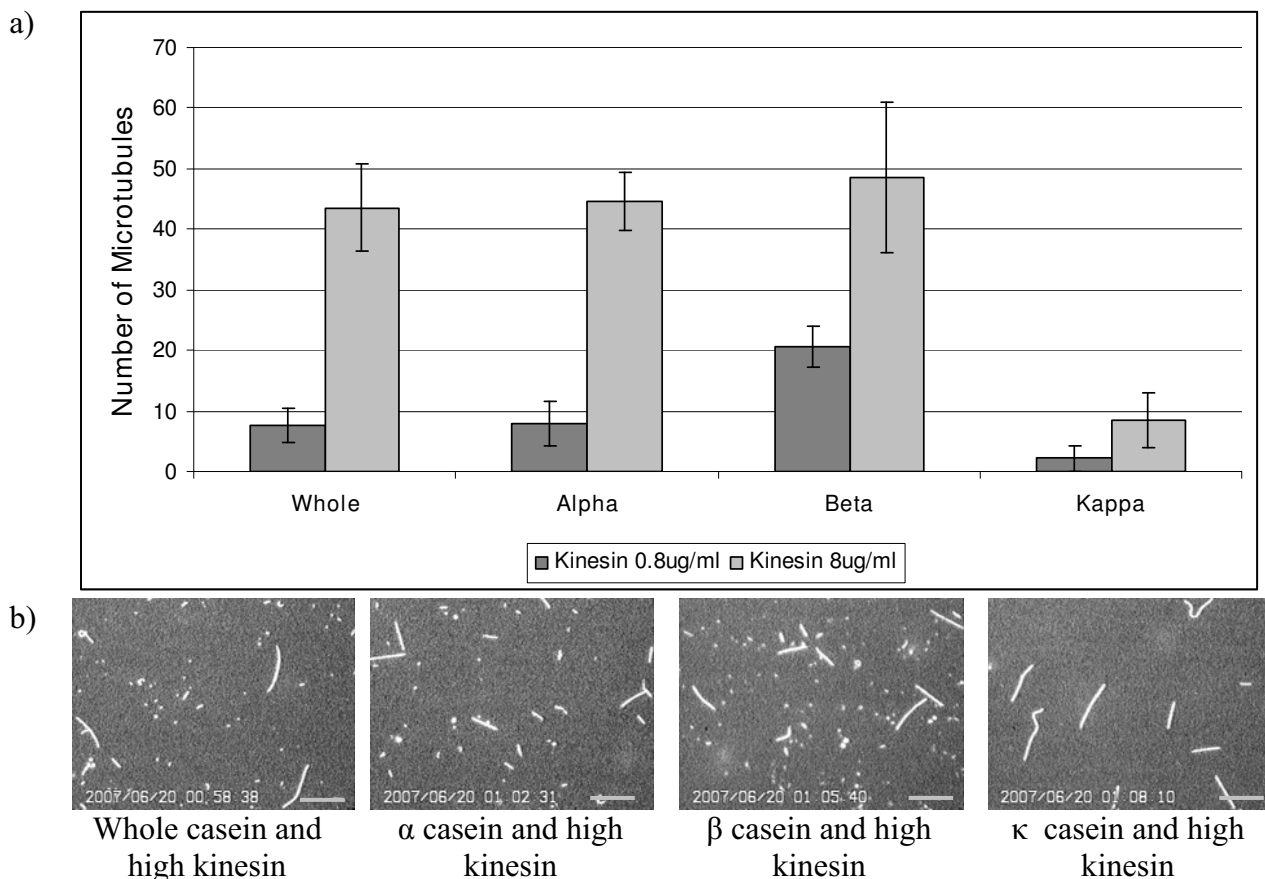 a)
70
60
50
40
30
20
10
0
Number of Microtubules
Whole Alpha Beta Kappa
Kinesin 0.8ug/ml Kinesin 8ug/ml
b)
2007/06/20 00 58 38 2007/06/20 01 02 31 2007/06/20 01 05 40 2007/06/20 01 08 10
Whole casein and α casein and high β casein and high κ casein and high
high kinesin kinesin kinesin kinesin